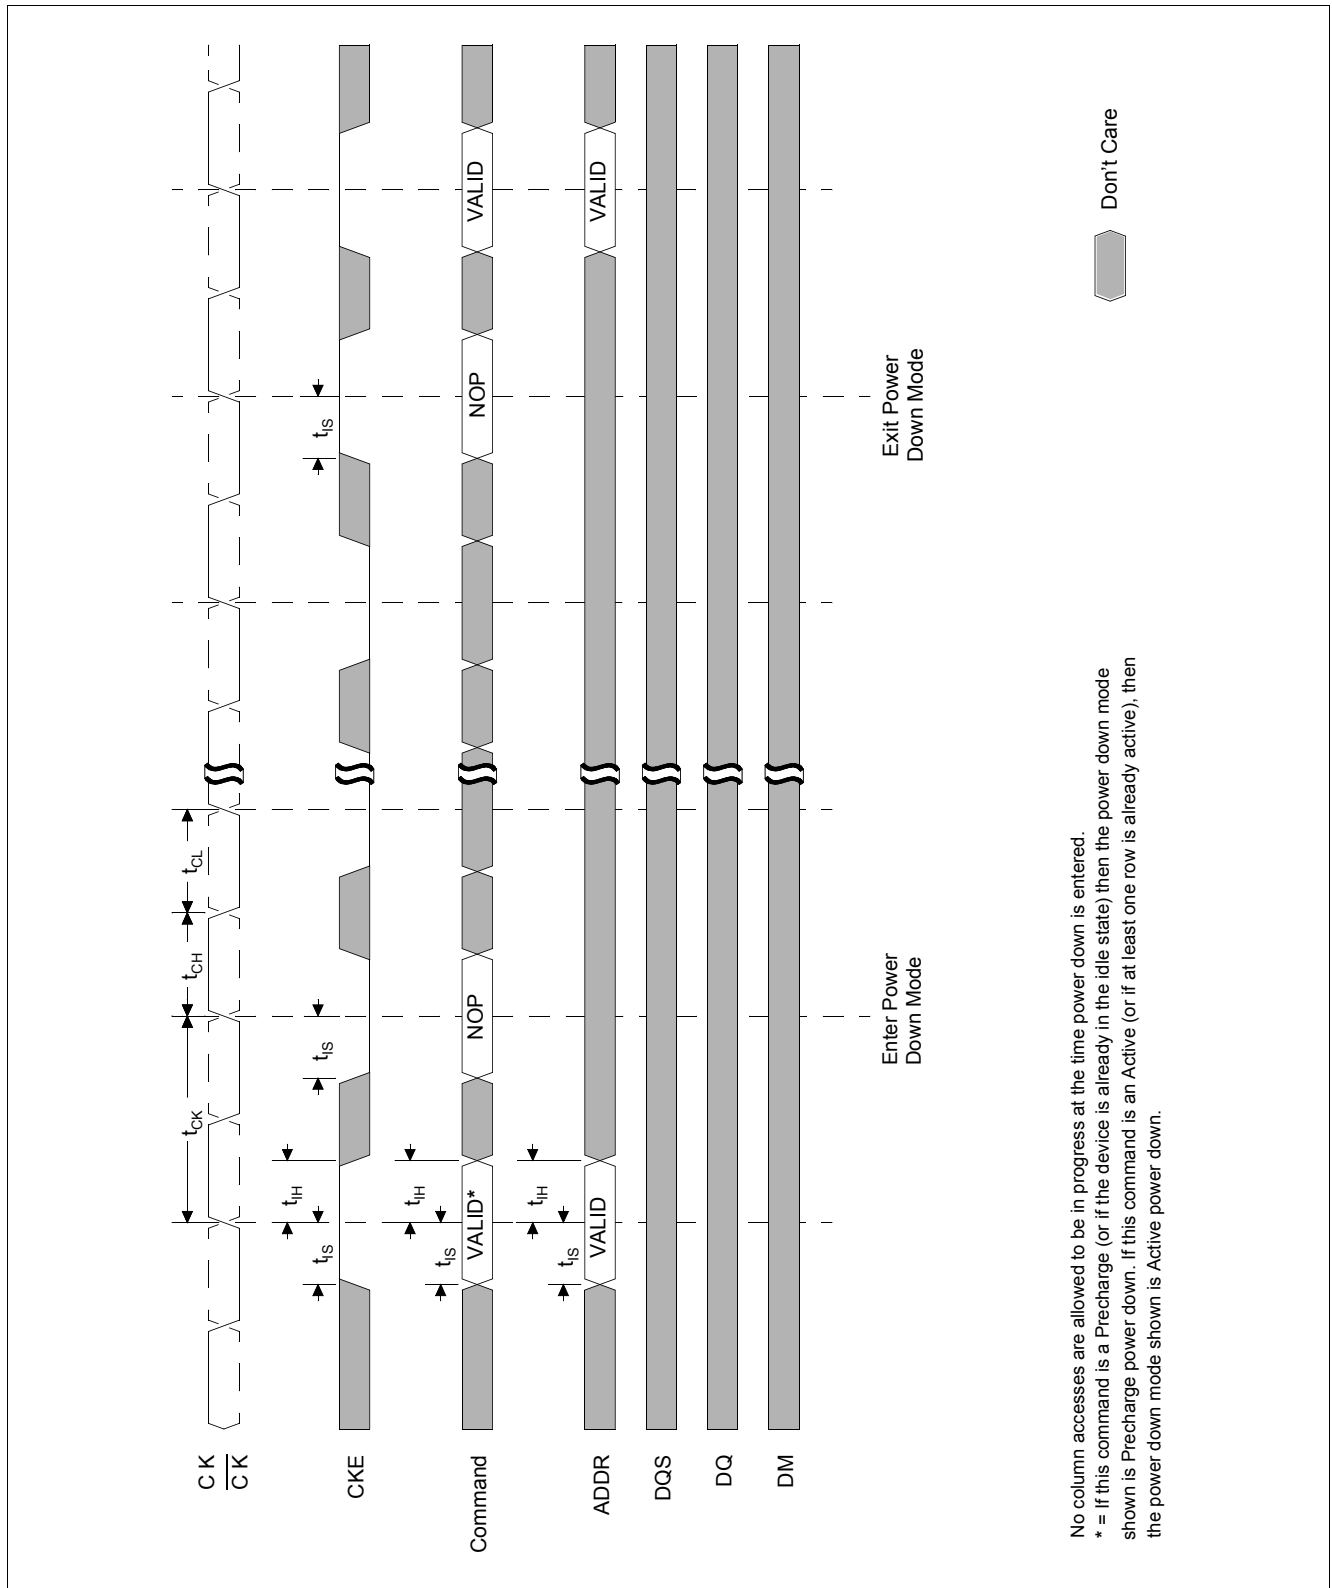 CK
CK
tCK
tCH
tCL
CKE
tIS
tIH
tIS
tIS
Command
tIS
tIH
VALID*
NOP
NOP
VALID
ADDR
tIS
tIH
VALID
VALID
DQS
DQ
DM
Enter Power
Down Mode
Exit Power
Down Mode
Don't Care
No column accesses are allowed to be in progress at the time power down is entered.
* = If this command is a Precharge (or if the device is already in the idle state) then the power down mode
shown is Precharge power down. If this command is an Active (or if at least one row is already active), then
the power down mode shown is Active power down.